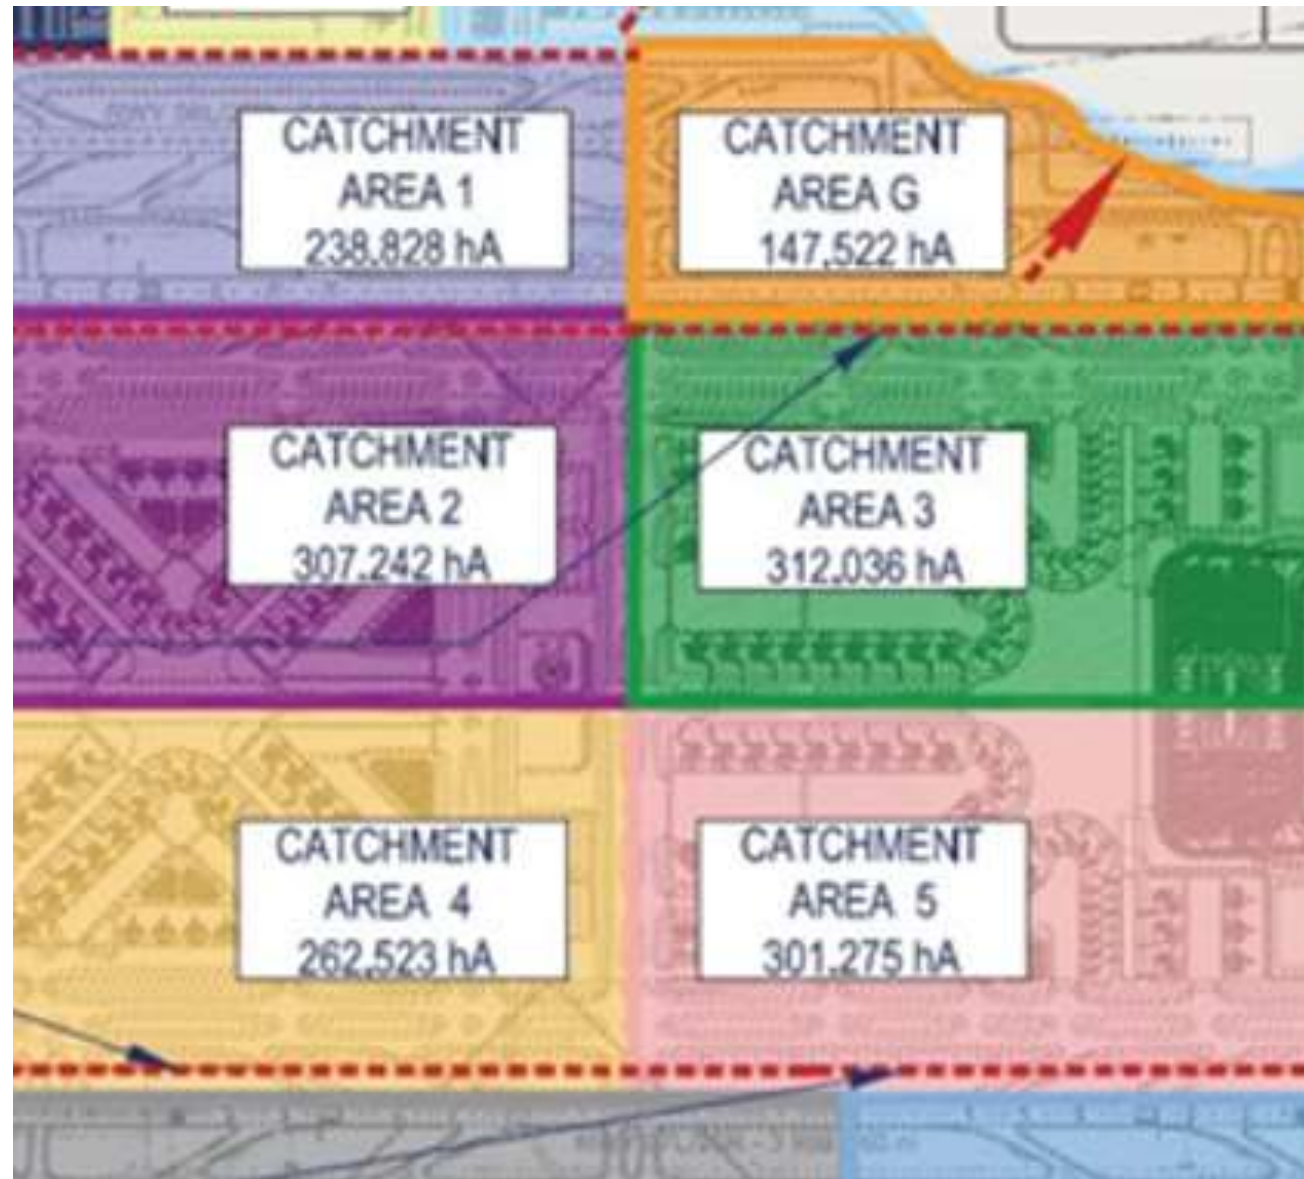 CATCHMENT
AREA 1
238.828 hA
CATCHMENT
AREA G
147.522 hA
CATCHMENT
AREA 2
307.242 hA
CATCHMENT
AREA 3
312.036 hA
CATCHMENT
AREA 4
262.523 hA
CATCHMENT
AREA 5
301.275 hA